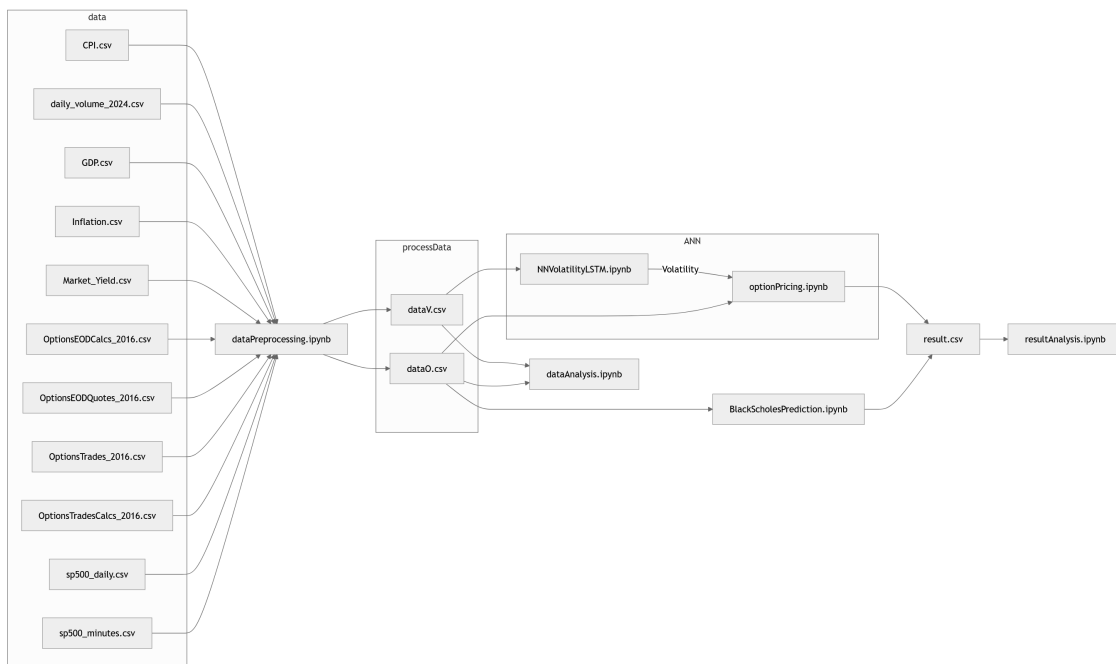 data
CPI.csv
daily_volume_2024.csv
GDP.csv
Inflation.csv
Market_Yield.csv
OptionsEODCalcs_2016.csv
OptionsEODQuotes_2016.csv
OptionsTrades_2016.csv
OptionsTradesCalcs_2016.csv
sp500_daily.csv
sp500_minutes.csv
dataPreprocessing.ipynb
processData
dataV.csv
dataO.csv
ANN
NNVolatilityLSTM.ipynb
Volatility
optionPricing.ipynb
dataAnalysis.ipynb
BlackScholesPrediction.ipynb
result.csv
resultAnalysis.ipynb